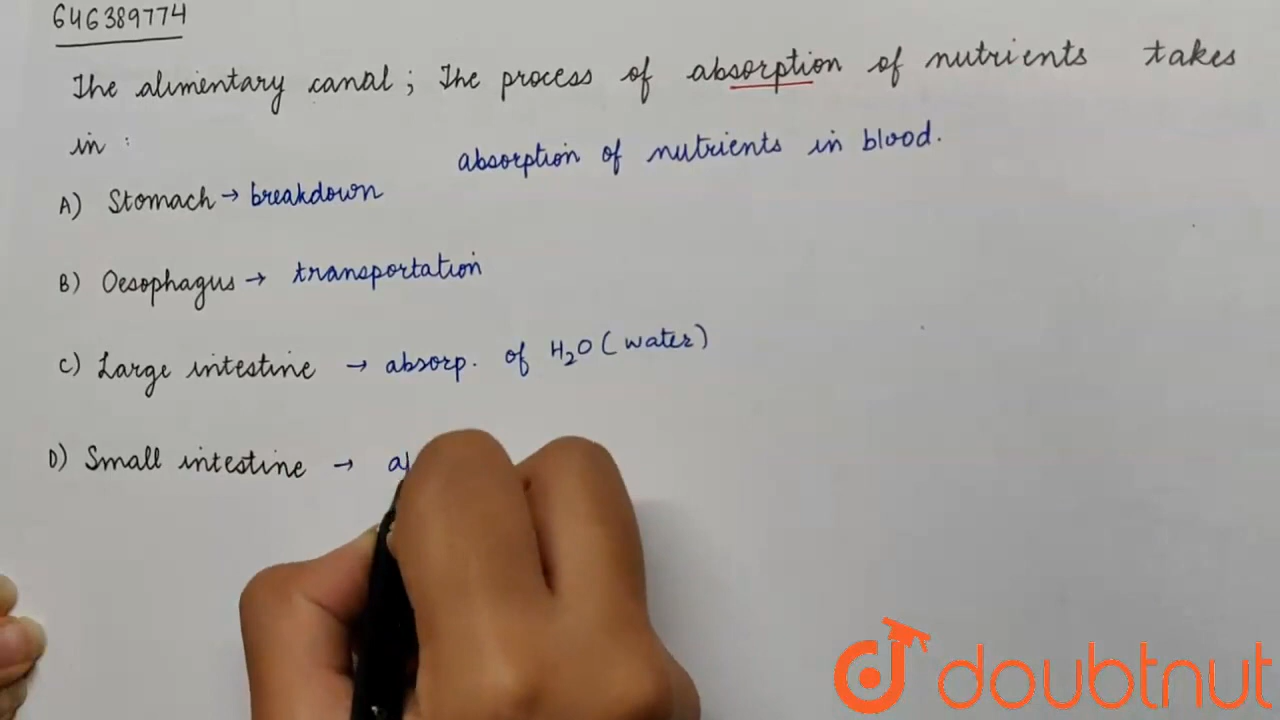 646389774
The alimentary canal ; The process of absorption of nutrients takes
in :
absorption of nutrients in blood.
A) Stomach → breakdown
B) Oesophagus → transportation
C) Large intestine → absorp. of H₂O (water)
D) Small intestine →
doubtnut